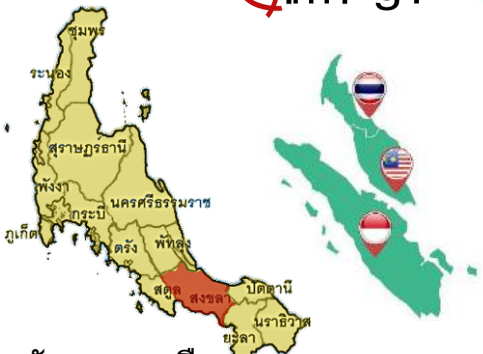 ชุมพร
ระนอง
สุราษฎร์ธานี
พังงา
นครศรีธรรมราช
กระบี่
ภูเก็ต
ตรัง
พัทลุง
สตูล
สงขลา
ปัตตานี
นราธิวาส
ยะลา